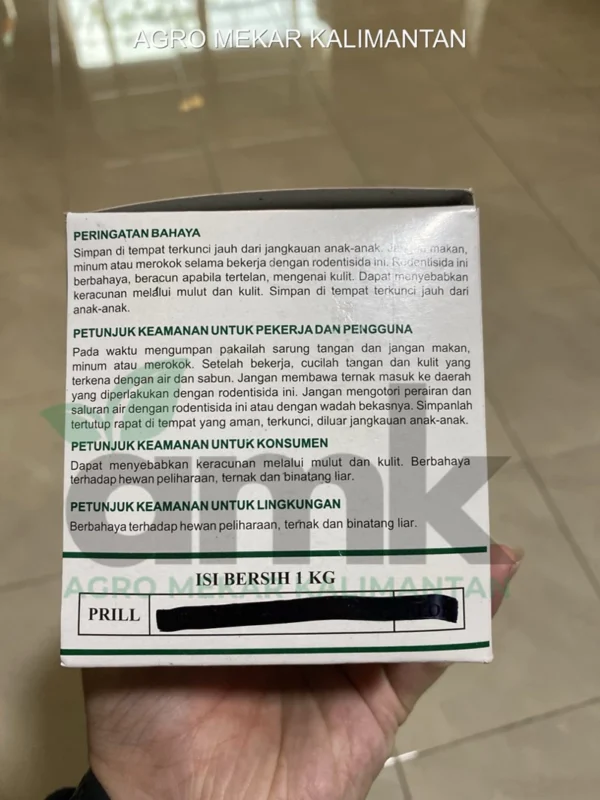 AGRO MEKAR KALIMANTAN
PERINGATAN BAHAYA
Simpan di tempat terkunci jauh dari jangkauan anak-anak. Jangan makan,
minum atau merokok selama bekerja dengan rodentisida ini. Rodentisida ini
berbahaya, beracun apabila tertelan, mengenai kulit. Dapat menyebabkan
keracunan melalui mulut dan kulit. Simpan di tempat terkunci jauh dari
anak-anak.
PETUNJUK KEAMANAN UNTUK PEKERJA DAN PENGGUNA
Pada waktu mengumpan pakailah sarung tangan dan jangan makan,
minum atau merokok. Setelah bekerja, cucilah tangan dan kulit yang
terkena dengan air dan sabun. Jangan membawa ternak masuk ke daerah
yang diperlakukan dengan rodentisida ini. Jangan mengotori perairan dan
saluran air dengan rodentisida ini atau dengan wadah bekasnya. Simpanlah
tertutup rapat di tempat yang aman, terkunci, diluar jangkauan anak-anak.
PETUNJUK KEAMANAN UNTUK KONSUMEN
Dapat menyebabkan keracunan melalui mulut dan kulit. Berbahaya
terhadap hewan peliharaan, ternak dan binatang liar.
PETUNJUK KEAMANAN UNTUK LINGKUNGAN
Berbahaya terhadap hewan peliharaan, ternak dan binatang liar.
amk
ISI BERSIH 1 KG
AGRO MEKAR KALIMANTAN
PRILL